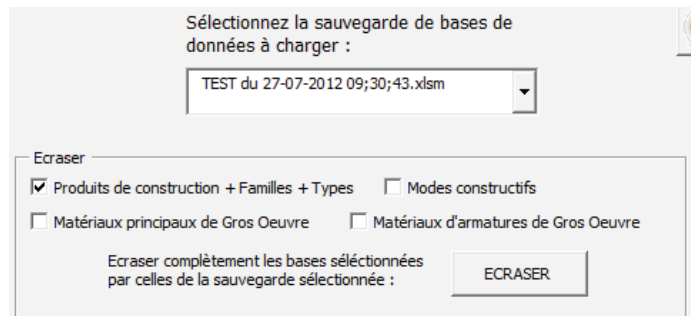 Sélectionnez la sauvegarde de bases de
données à charger :
TEST du 27-07-2012 09;30;43.xlsm
Ecraser
Produits de construction + Familles + Types
Modes constructifs
Matériaux principaux de Gros Oeuvre
Matériaux d'armatures de Gros Oeuvre
Ecraser complètement les bases séléctionnées
par celles de la sauvegarde sélectionnée :
ECRASER